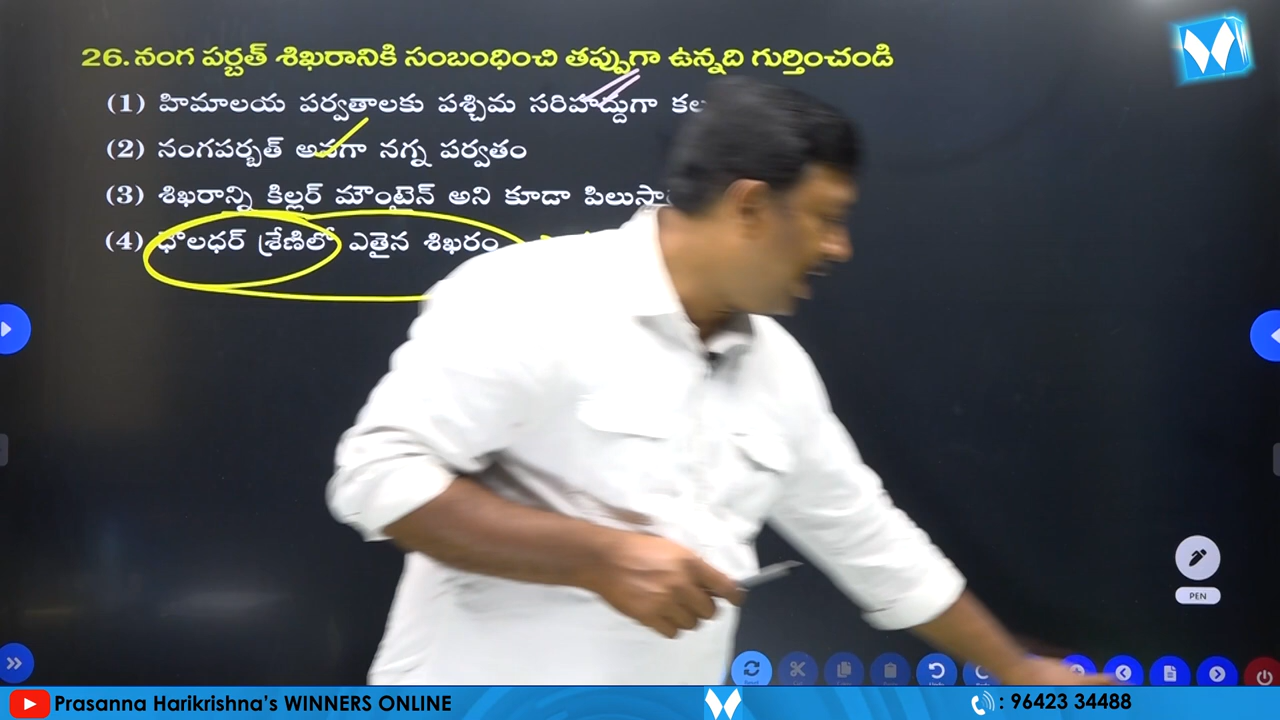 26. నంగ పర్బత్ శిఖరానికి సంబంధించి తప్పుగా ఉన్నది గుర్తించండి
(1) హిమాలయ పర్వతాలకు పశ్చిమ సరిహద్దుగా
(2) నంగపర్బత్ అనగా నగ్న పర్వతం
(3) శిఖరాన్ని కిల్లర్ మౌంటైన్ అని కూడా
(4) ధోలధర్ శ్రేణిలో ఎతైన శిఖరం
PEN
Prasanna Harikrishna's WINNERS ONLINE
: 96423 34488